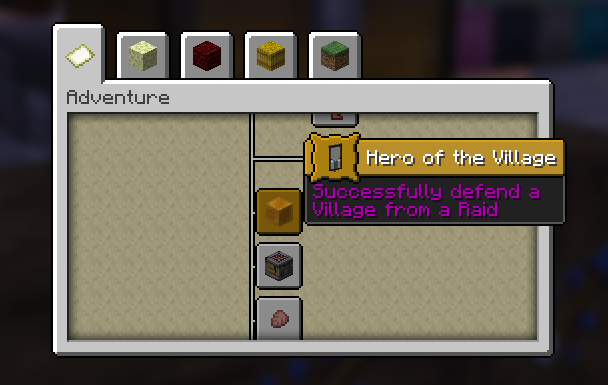 Adventure
Hero of the Village
Successfully defend a
Village from a Raid